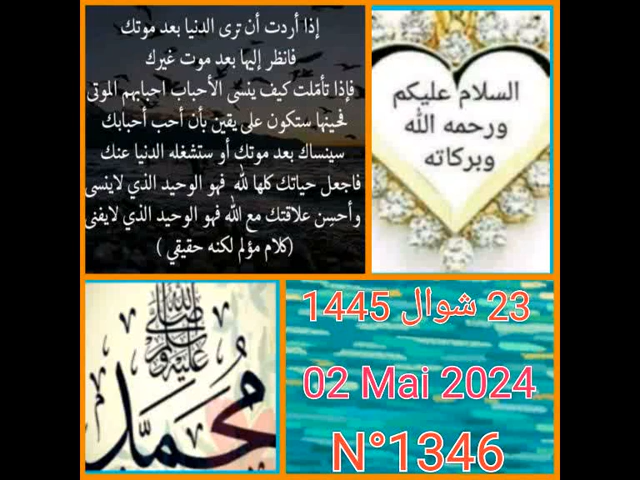 إذا أردت أن ترى الدنيا بعد موتك
فانظر إليها بعد موت غيرك
فإذا تأمّلت كيف ينسى الأحباب احبابهم الموتى
فحينها ستكون على يقين بأن أحب أحبابك
سينساك بعد موتك أو ستشغله الدنيا عنك
فاجعل حياتك كلها لله فهو الوحيد الذي لاينسى
وأحسِن علاقتك مع الله فهو الوحيد الذي لايفنى
(كلام مؤلم لكنه حقيقي )
السلام عليكم
ورحمه الله
وبركاته
صلى الله
عليه وسلم
محمد
23 شوال 1445
02 Mai 2024
N°1346